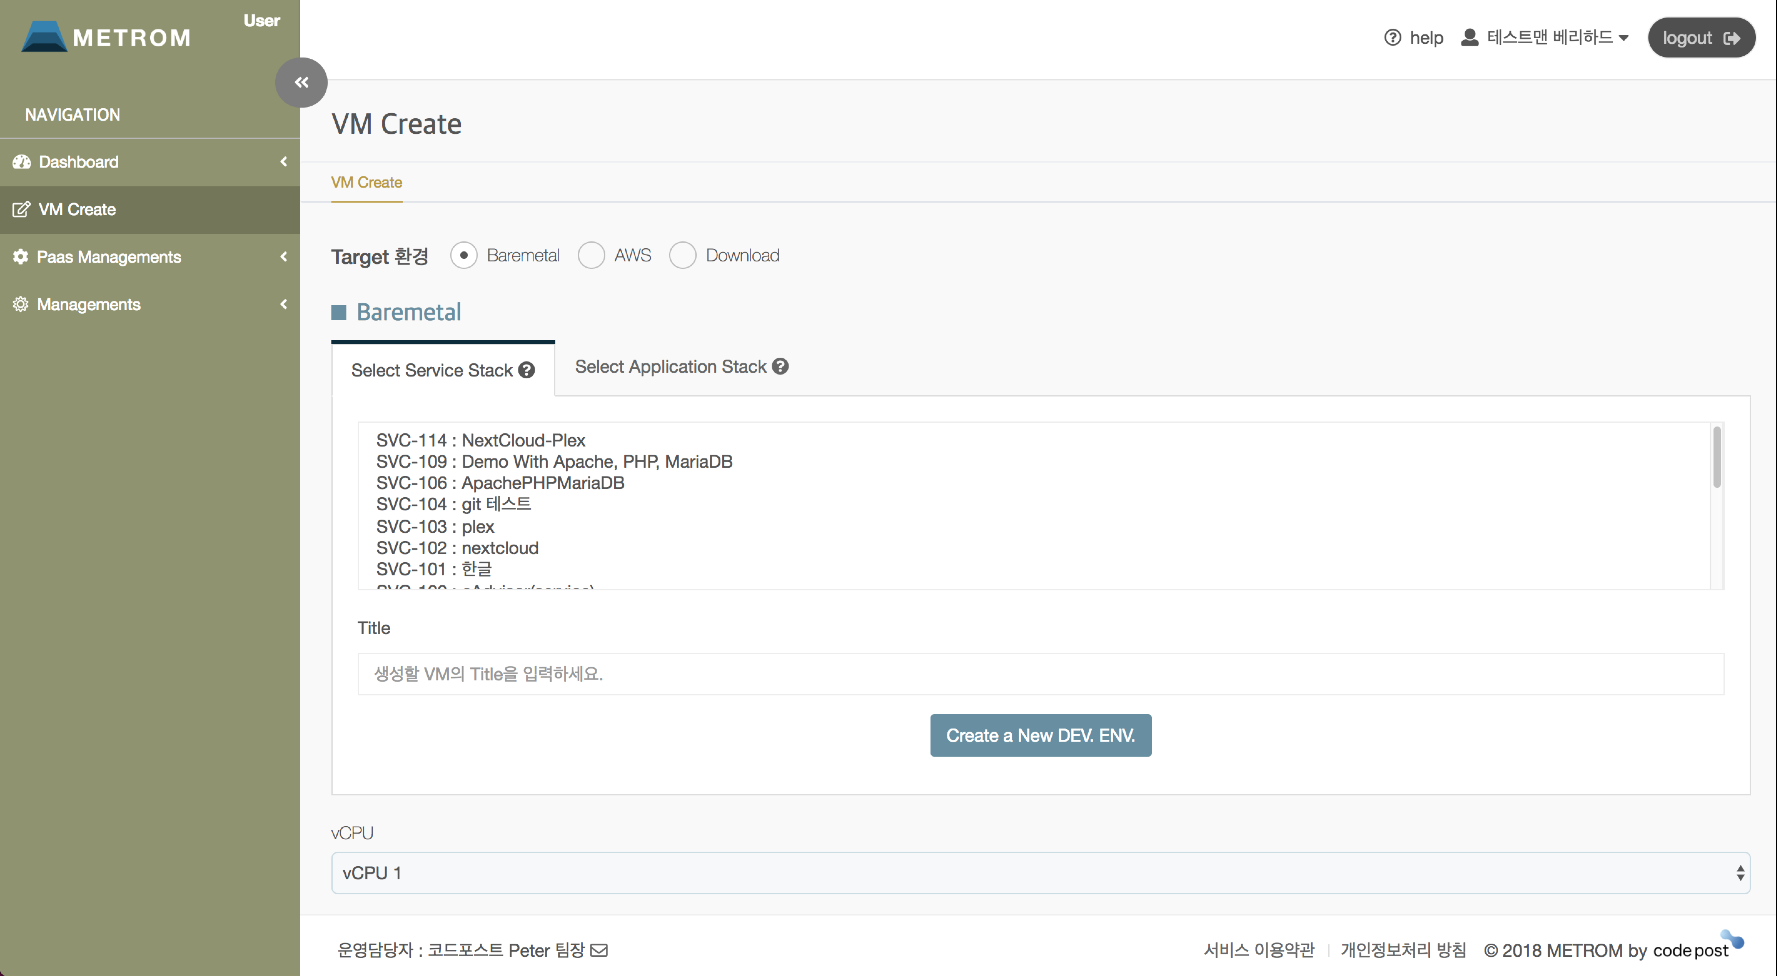 METROM
User
help
테스트맨 베리하드
logout
NAVIGATION
Dashboard
VM Create
Paas Managements
Managements
VM Create
VM Create
Target 환경
Baremetal
AWS
Download
Baremetal
Select Service Stack
Select Application Stack
SVC-114 : NextCloud-Plex
SVC-109 : Demo With Apache, PHP, MariaDB
SVC-106 : ApachePHPMariaDB
SVC-104 : git 테스트
SVC-103 : plex
SVC-102 : nextcloud
SVC-101 : 한글
Title
생성할 VM의 Title을 입력하세요.
Create a New DEV. ENV.
vCPU
vCPU 1
운영담당자 : 코드포스트 Peter 팀장
서비스 이용약관 | 개인정보처리 방침 © 2018 METROM by codepost